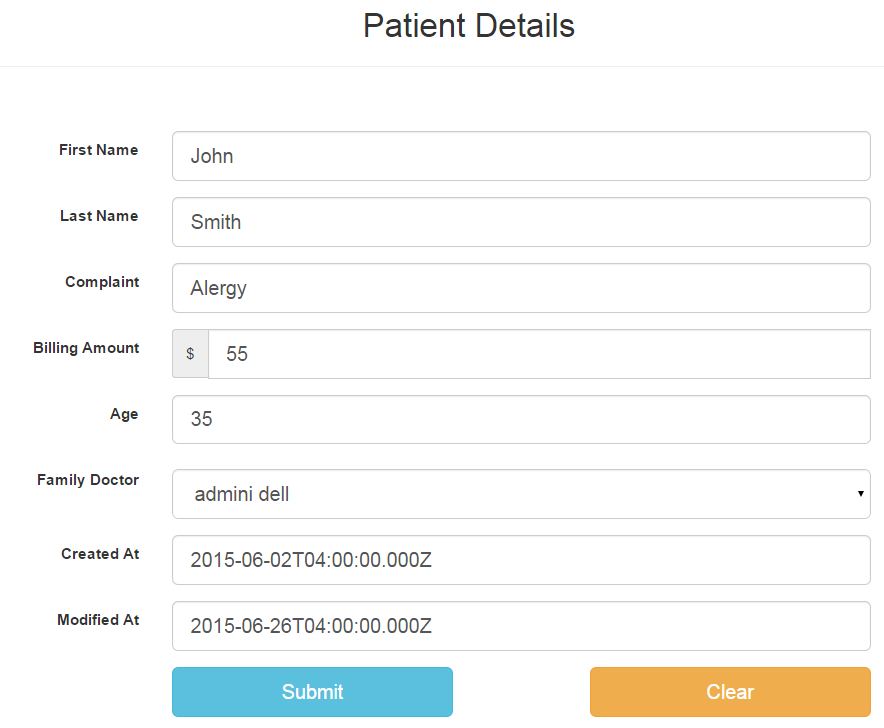 Patient Details
First Name John
Last Name Smith
Complaint Alergy
Billing Amount $ 55
Age 35
Family Doctor admini dell
Created At 2015-06-02T04:00:00.000Z
Modified At 2015-06-26T04:00:00.000Z
Submit Clear